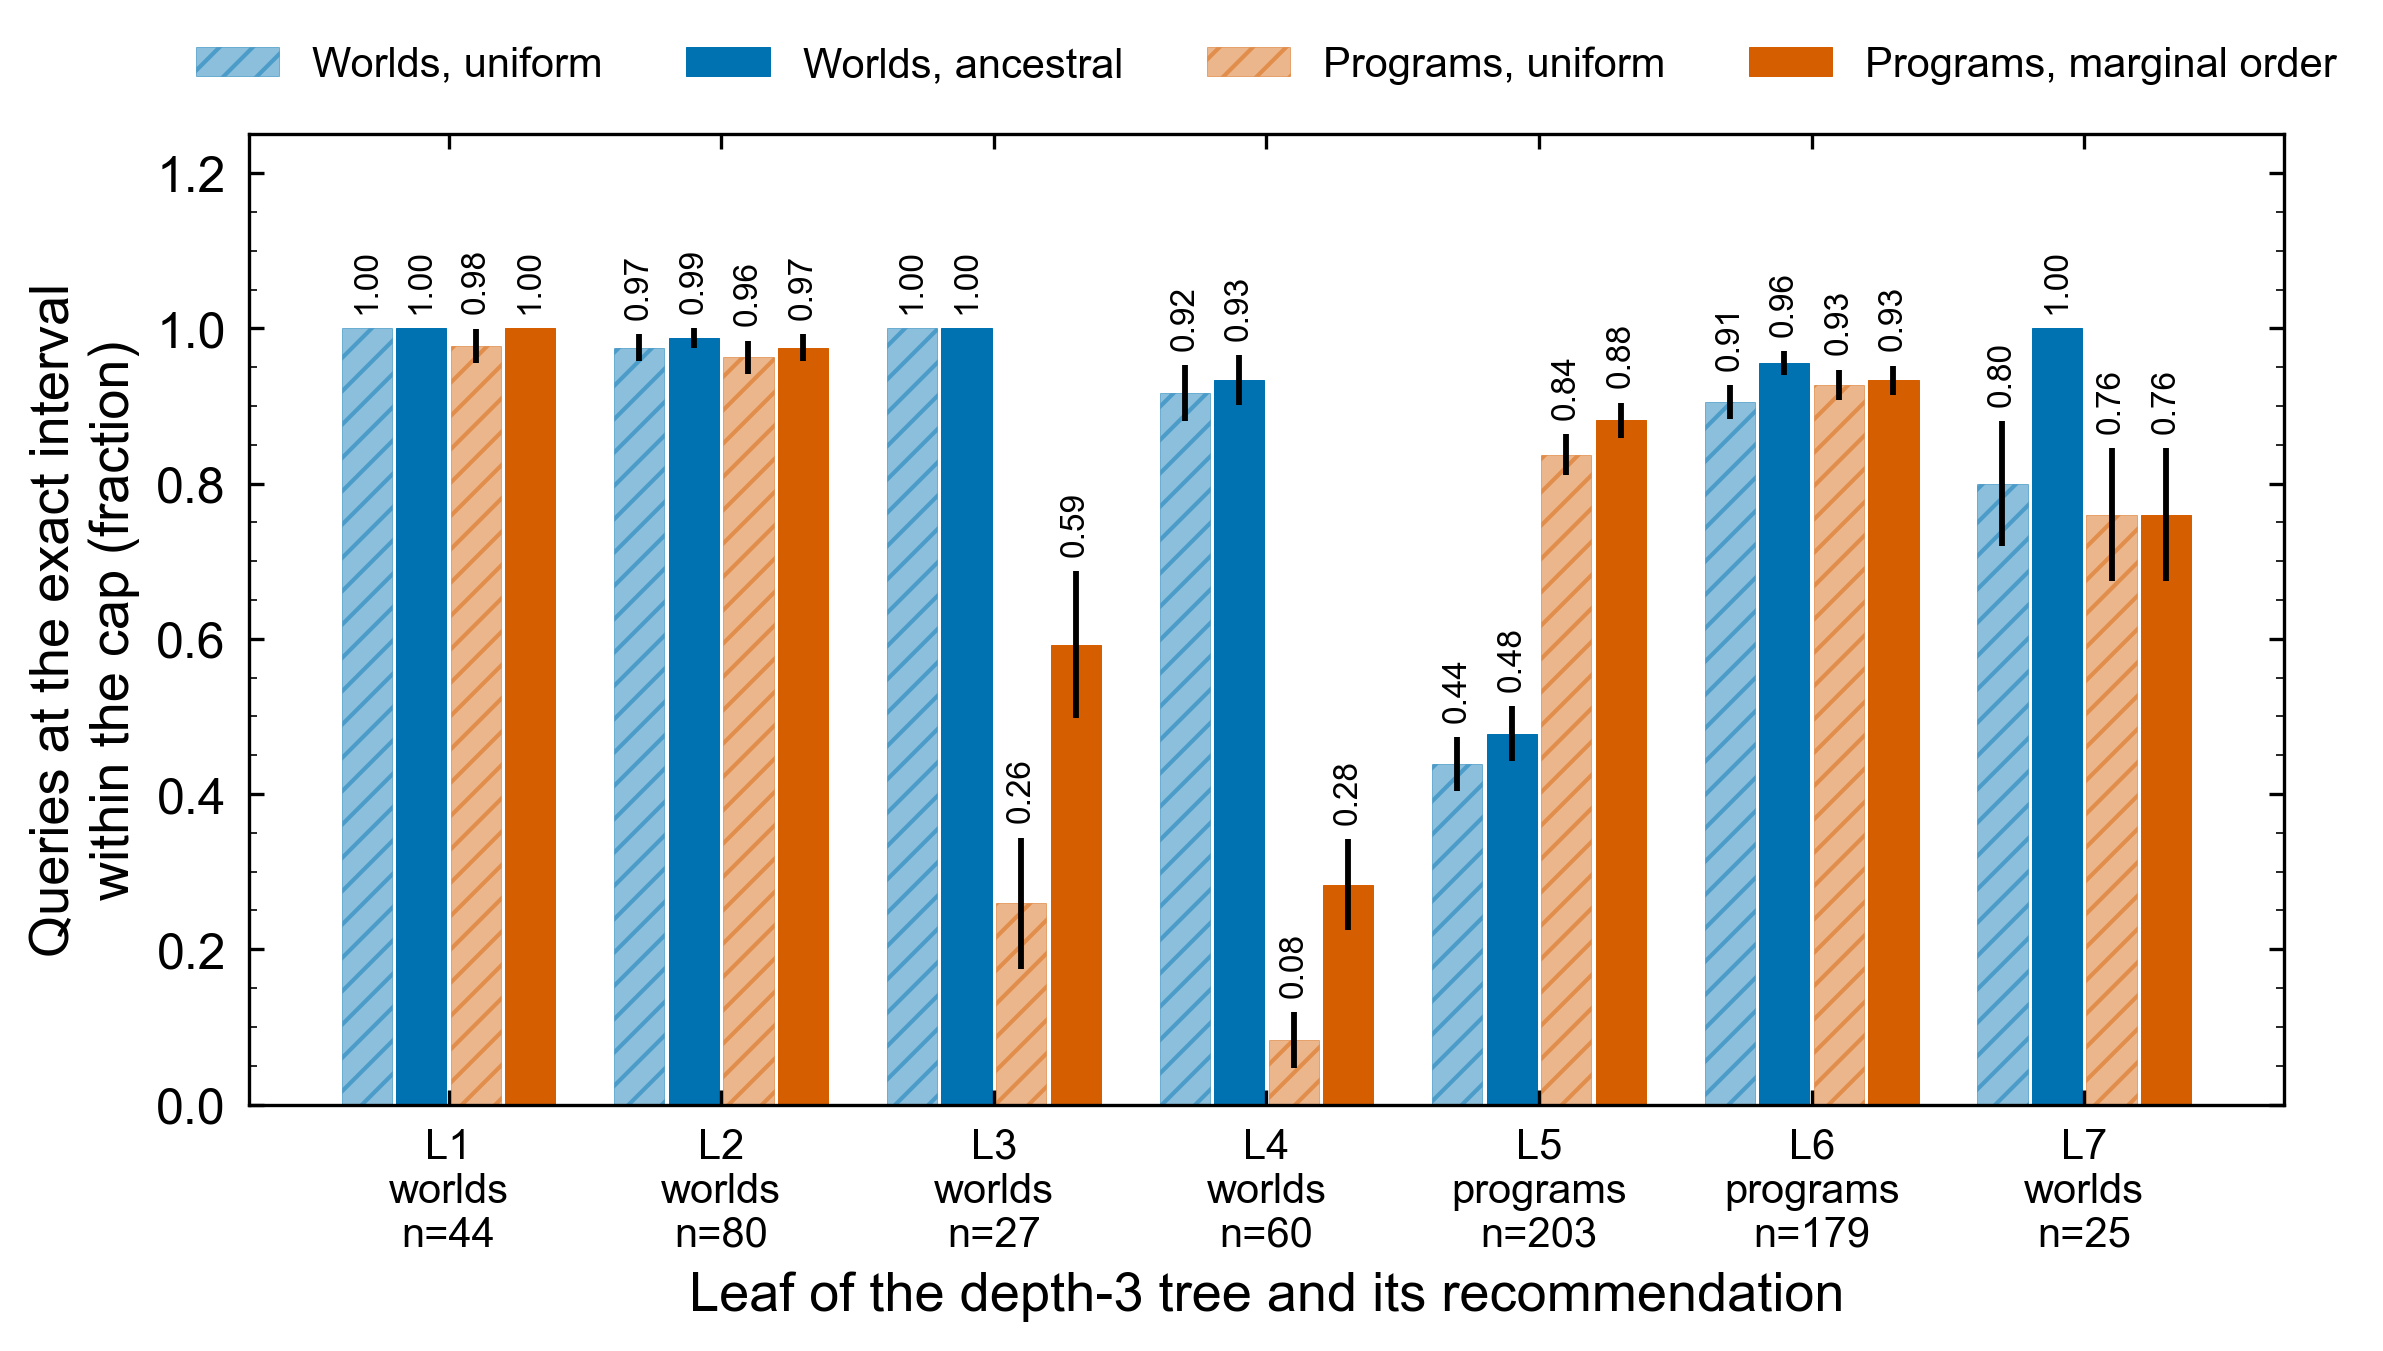 Worlds, uniform Worlds, ancestral Programs, uniform Programs, marginal order
Queries at the exact interval
within the cap (fraction)
1.2
1.0
0.8
0.6
0.4
0.2
0.0
1.00 1.00 0.98 1.00
0.97 0.99 0.96 0.97
1.00 1.00 0.26 0.59
0.92 0.93 0.08 0.28
0.44 0.48 0.84 0.88
0.91 0.96 0.93 0.93
0.80 1.00 0.76 0.76
L1 L2 L3 L4 L5 L6 L7
worlds worlds worlds worlds programs programs worlds
n=44 n=80 n=27 n=60 n=203 n=179 n=25
Leaf of the depth-3 tree and its recommendation